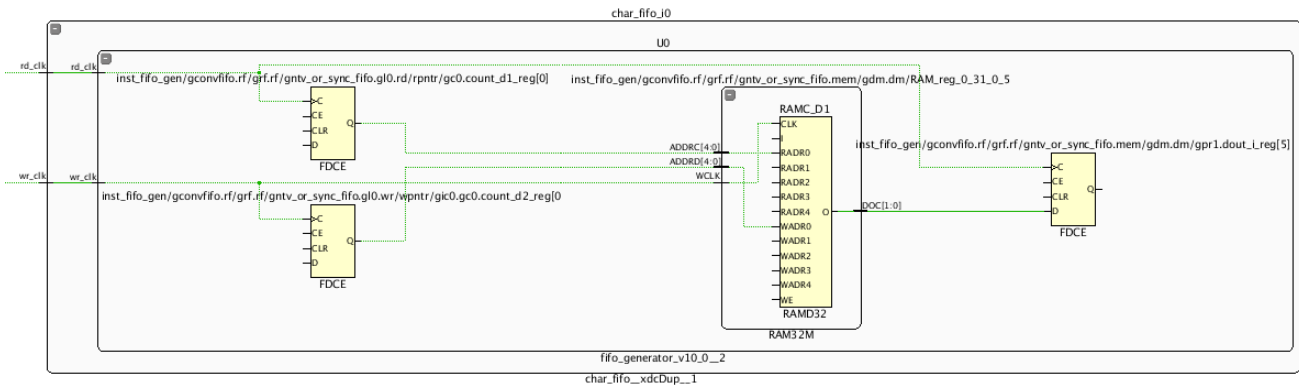 char_fifo_i0
U0
rd_clk
rd_clk
inst_fifo_gen/gconvfifo.rf/grf.rf/gntv_or_sync_fifo.gl0.rd/rpntr/gc0.count_d1_reg[0]
inst_fifo_gen/gconvfifo.rf/grf.rf/gntv_or_sync_fifo.mem/gdm.dm/RAM_reg_0_31_0_5
C
CE
CLR
D
Q
FDCE
RAMC_D1
CLK
I
RADR0
RADR1
RADR2
RADR3
RADR4
WADR0
WADR1
WADR2
WADR3
WADR4
WE
O
RAMD32
RAM32M
ADDRC[4:0]
ADDRD[4:0]
WCLK
DOC[1:0]
inst_fifo_gen/gconvfifo.rf/grf.rf/gntv_or_sync_fifo.mem/gdm.dm/gpr1.dout_i_reg[5]
C
CE
CLR
D
Q
FDCE
wr_clk
wr_clk
inst_fifo_gen/gconvfifo.rf/grf.rf/gntv_or_sync_fifo.gl0.wr/wpntr/gic0.gc0.count_d2_reg[0
C
CE
CLR
D
Q
FDCE
fifo_generator_v10_0__2
char_fifo__xdcDup__1